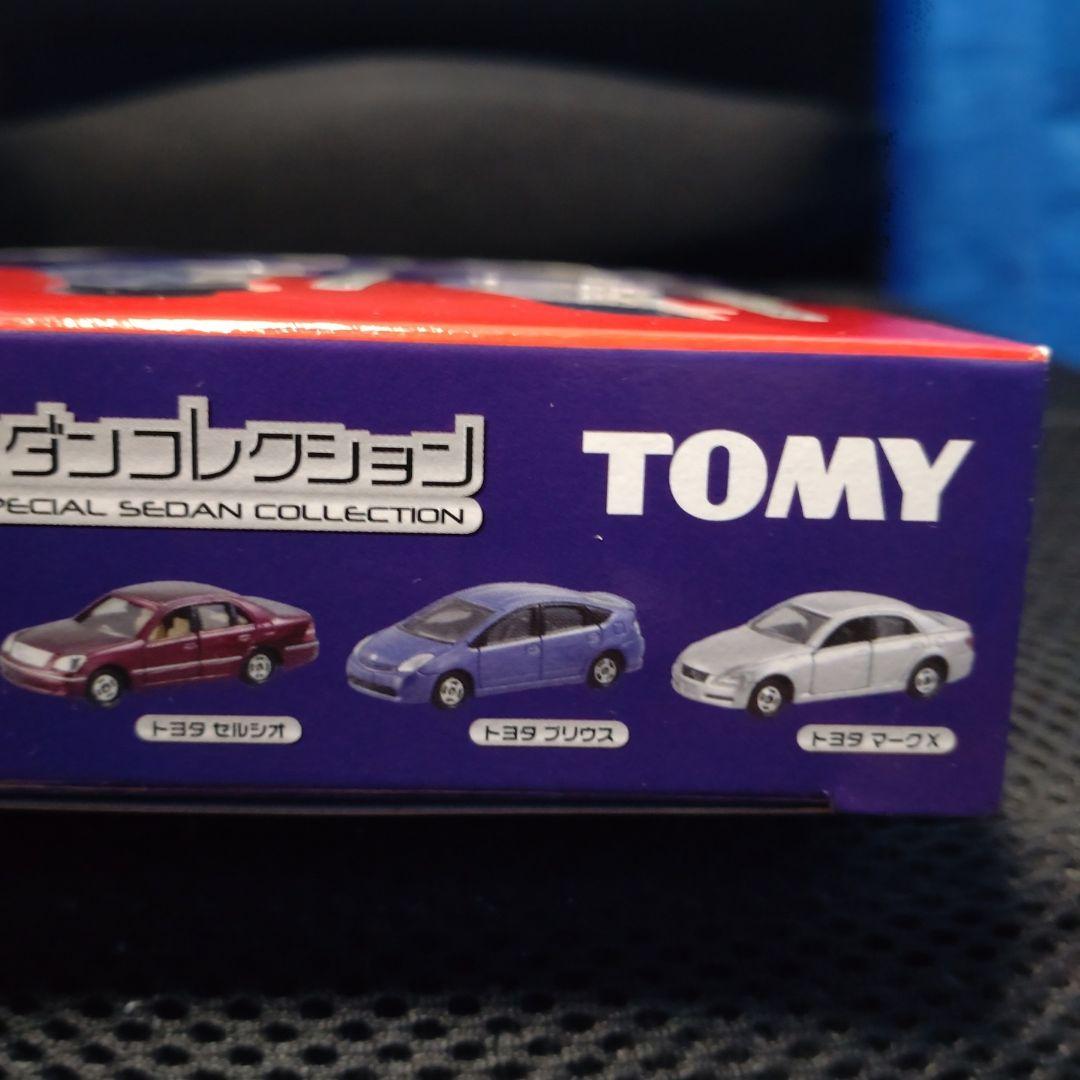 ダンコレクション
PECIAL SEDAN COLLECTION
TOMY
トヨタ セルシオ
トヨタ プリウス
トヨタ マークX